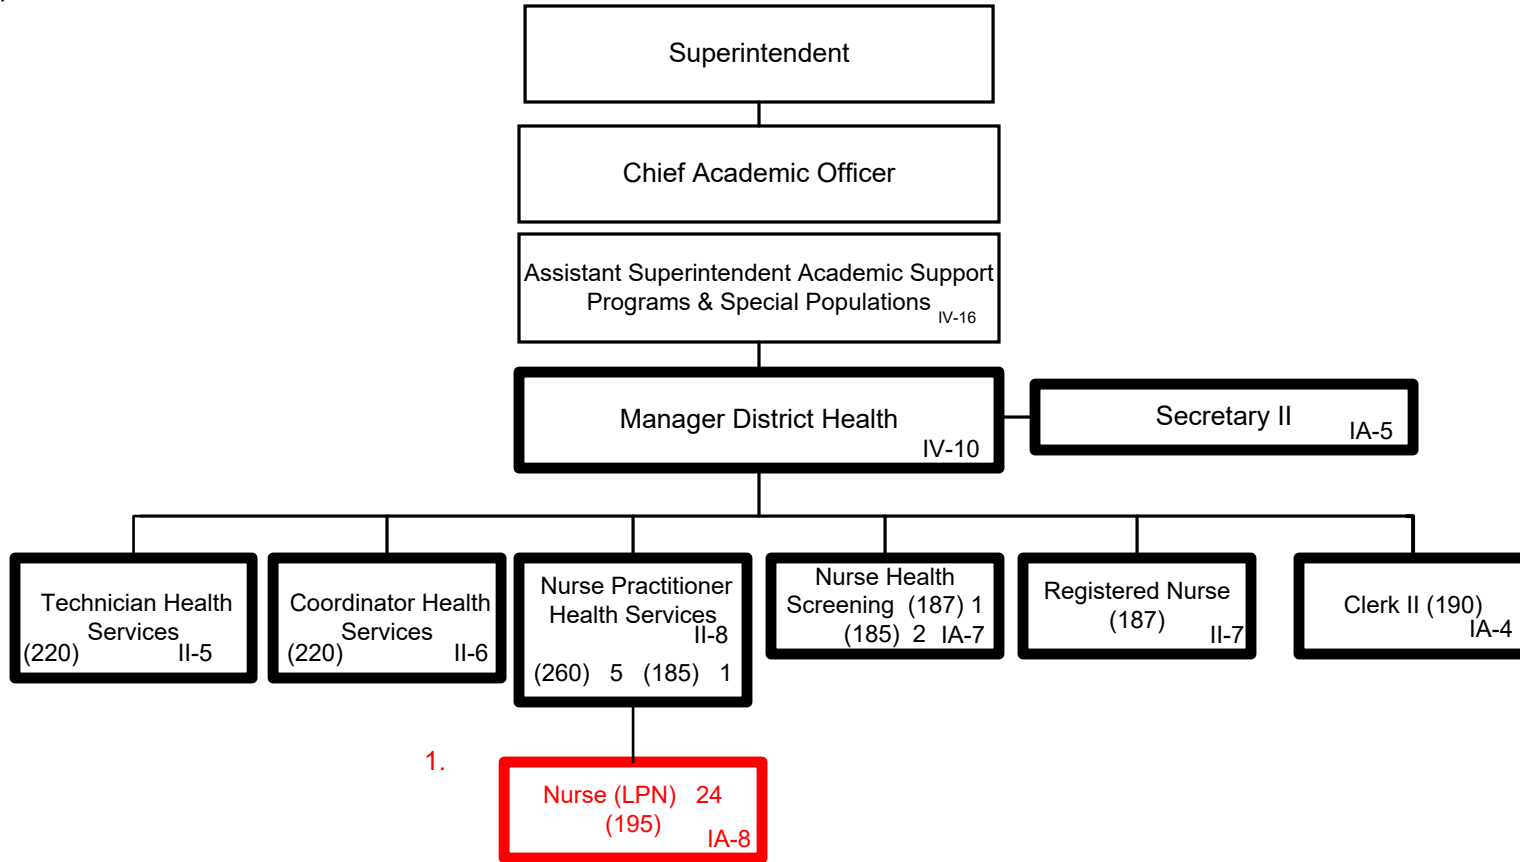 Superintendent
Chief Academic Officer
Assistant Superintendent Academic Support
Programs & Special Populations
IV-16
Manager District Health
IV-10
Secretary II
IA-5
Technician Health
Services
(220) II-5
Coordinator Health
Services
(220) II-6
Nurse Practitioner
Health Services
II-8
(260) 5 (185) 1
Nurse Health
Screening (187) 1
(185) 2 IA-7
Registered Nurse
(187)
II-7
Clerk II (190)
IA-4
1.
Nurse (LPN) 24
(195)
IA-8